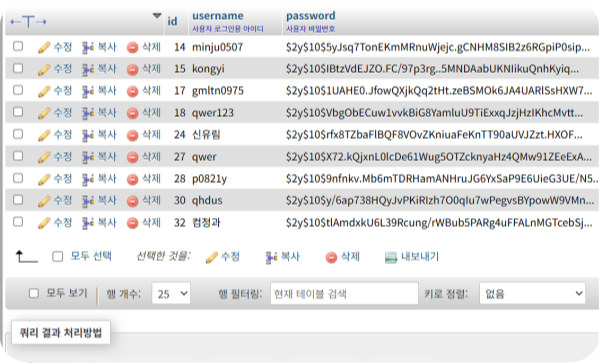 ←T→ id username password
사용자 로그인용 아이디 사용자 비밀번호
수정 복사 삭제 14 minju0507 $2y$10$5yJsq7TonEKmMRnuWjejc.gCNHM8SIB2z6RGpiP0sip...
수정 복사 삭제 15 kongyi $2y$10$IBtzVdEJZO.FC/97p3rg..5MNDAabUKNIikuQnhKyiq...
수정 복사 삭제 17 gmltn0975 $2y$10$1UAHE0.JfowQXjkQq2tHt.zeBSMOk6JA4UARlSsHXW7...
수정 복사 삭제 18 qwer123 $2y$10$VbgObECuw1vvkBiG8YamluU9TiExxqJzjHzIKhcMvtt...
수정 복사 삭제 24 신유림 $2y$10$rfx8TZbaFlBQF8VOvZKniuaFeKnTT90aUVJZzt.HXOF...
수정 복사 삭제 27 qwer $2y$10$X72.kQjxnL0lcDe61Wug5OTZcknyaHz4QMw91ZEeExA...
수정 복사 삭제 28 p0821y $2y$10$9nfnkv.Mb6mTDRHamANHruJG6YxSaP9E6UieG3UE/N5...
수정 복사 삭제 30 qhdus $2y$10$y/6ap738HQJvPKiRIzh7O0qIu7wPegvsBYpowW9VMn...
수정 복사 삭제 32 컴정과 $2y$10$tlAmdxkU6L39Rcung/rWBub5PARg4uFFALnMGTcebSj...
모두 선택 선택한 것을: 수정 복사 삭제 내보내기
모두 보기 행 개수: 25 행 필터링: 현재 테이블 검색 키로 정렬: 없음
쿼리 결과 처리방법